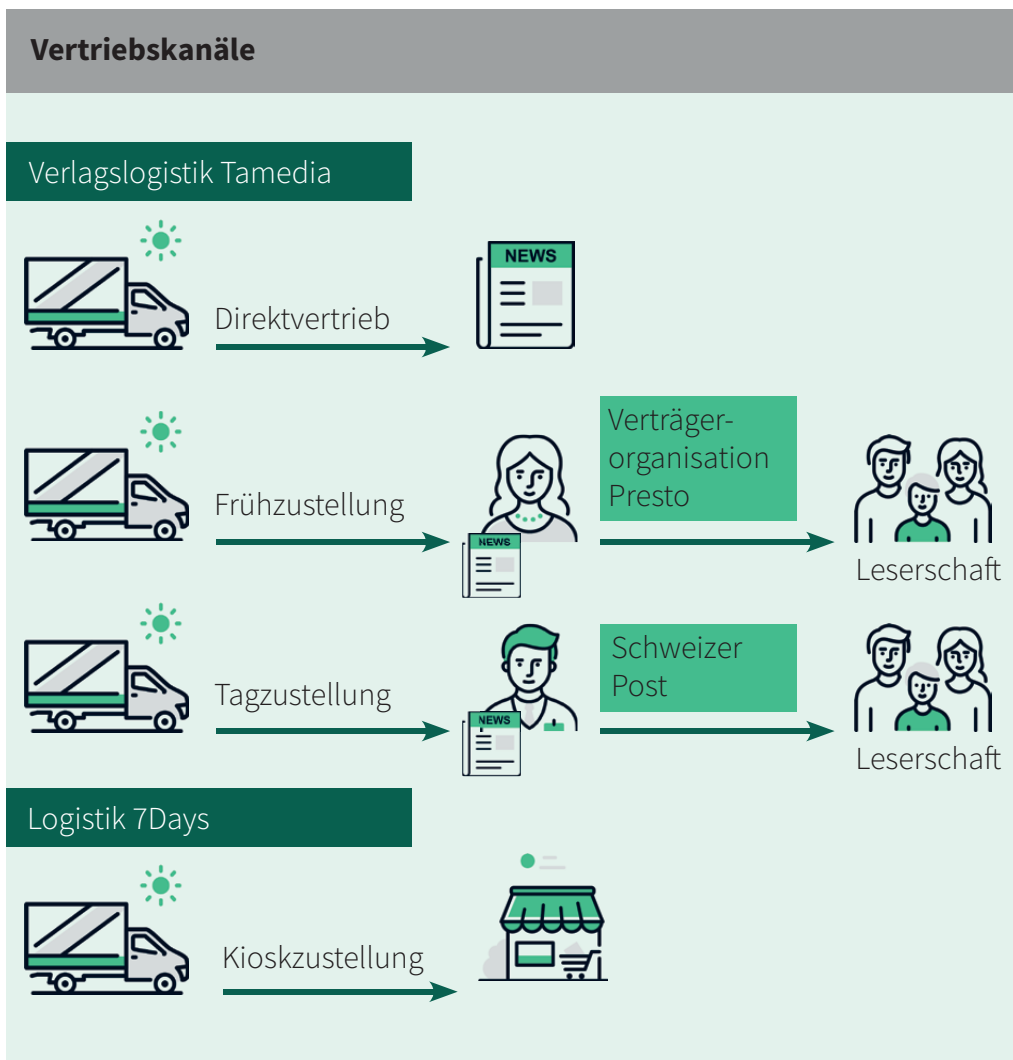 Vertriebskanäle
Verlagslogistik Tamedia
NEWS
Direktvertrieb
Frühzustellung
NEWS
Verträger-
organisation
Presto
Leserschaft
Tagzustellung
NEWS
Schweizer
Post
Leserschaft
Logistik 7Days
Kioskzustellung